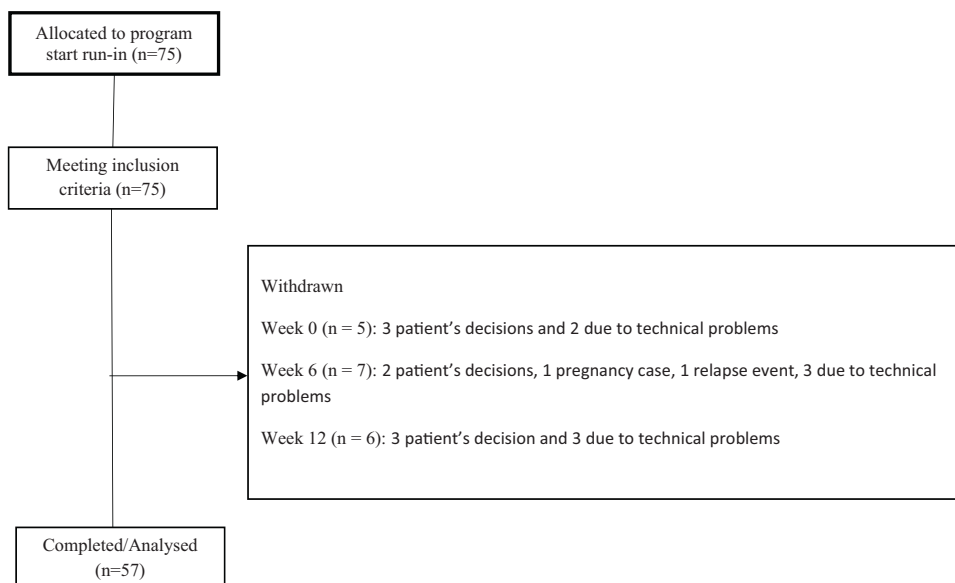 Allocated to program
start run-in (n=75)
Meeting inclusion
criteria (n=75)
Withdrawn
Week 0 (n = 5): 3 patient’s decisions and 2 due to technical problems
Week 6 (n = 7): 2 patient’s decisions, 1 pregnancy case, 1 relapse event, 3 due to technical
problems
Week 12 (n = 6): 3 patient’s decision and 3 due to technical problems
Completed/Analysed
(n=57)